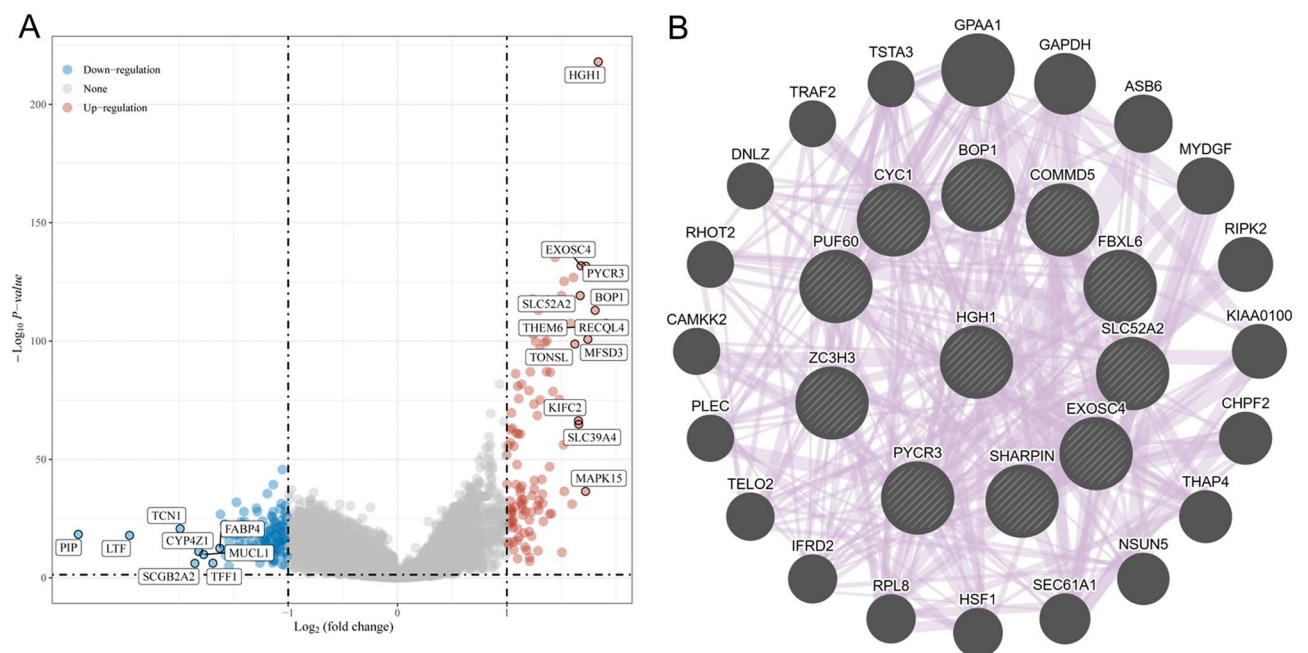 A
Down−regulation
None
Up−regulation
HGH1
EXOSC4
PYCR3
SLC52A2
BOP1
THEM6
RECQL4
TONSL
MFSD3
KIFC2
SLC39A4
MAPK15
TCN1
FABP4
CYP4Z1
MUCL1
PIP
LTF
SCGB2A2
TFF1
200
150
100
50
0
−Log10 P−value
−1
0
1
Log2 (fold change)
B
GPAA1
TSTA3
GAPDH
TRAF2
ASB6
DNLZ
BOP1
MYDGF
CYC1
COMMD5
RHOT2
PUF60
FBXL6
RIPK2
CAMKK2
HGH1
SLC52A2
KIAA0100
ZC3H3
PLEC
EXOSC4
CHPF2
PYCR3
SHARPIN
TELO2
THAP4
IFRD2
NSUN5
RPL8
HSF1
SEC61A1